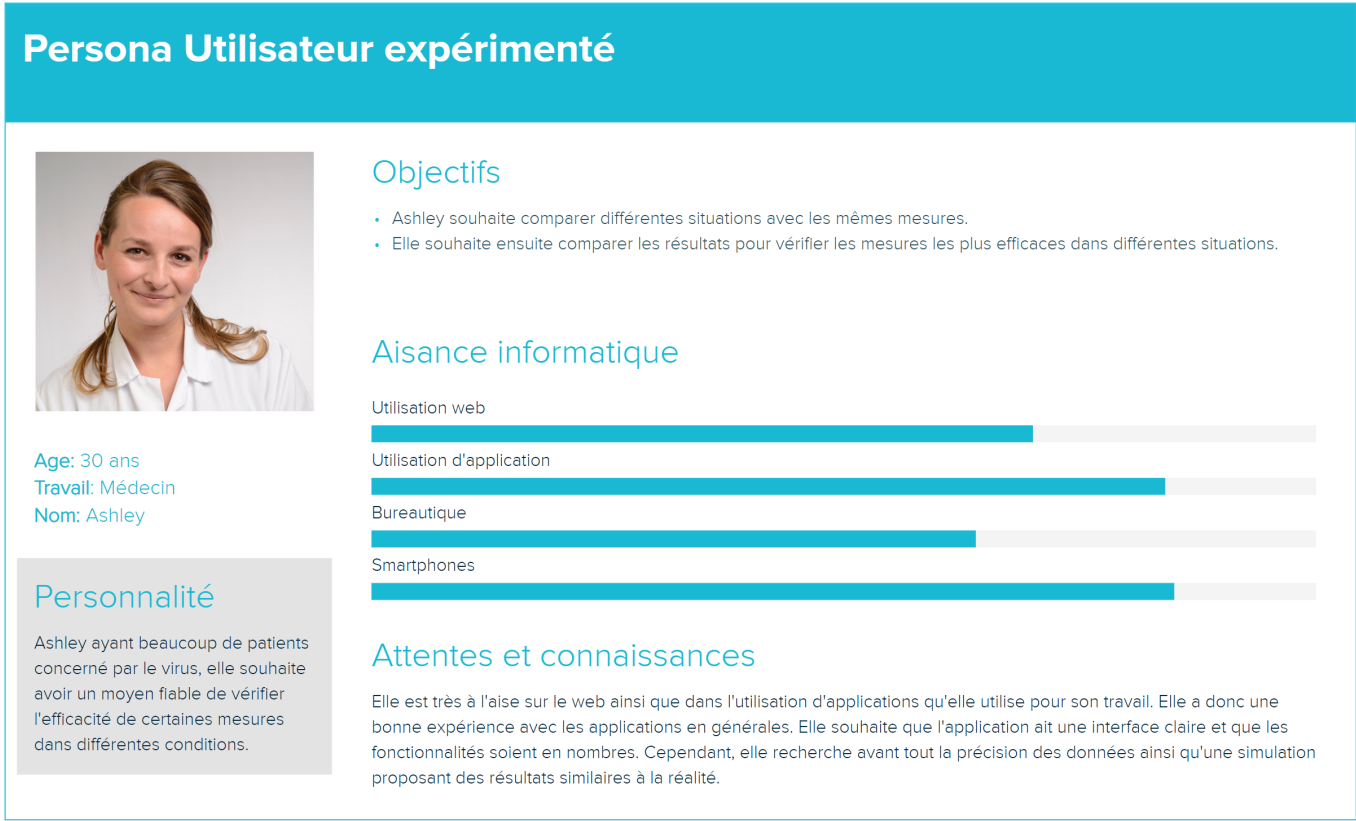 Persona Utilisateur expérimenté
Age: 30 ans
Travail: Médecin
Nom: Ashley
Personnalité
Ashley ayant beaucoup de patients
concerné par le virus, elle souhaite
avoir un moyen fiable de vérifier
l'efficacité de certaines mesures
dans différentes conditions.
Objectifs
• Ashley souhaite comparer différentes situations avec les mêmes mesures.
• Elle souhaite ensuite comparer les résultats pour vérifier les mesures les plus efficaces dans différentes situations.
Aisance informatique
Utilisation web
Utilisation d'application
Bureautique
Smartphones
Attentes et connaissances
Elle est très à l'aise sur le web ainsi que dans l'utilisation d'applications qu'elle utilise pour son travail. Elle a donc une
bonne expérience avec les applications en générales. Elle souhaite que l'application ait une interface claire et que les
fonctionnalités soient en nombres. Cependant, elle recherche avant tout la précision des données ainsi qu'une simulation
proposant des résultats similaires à la réalité.